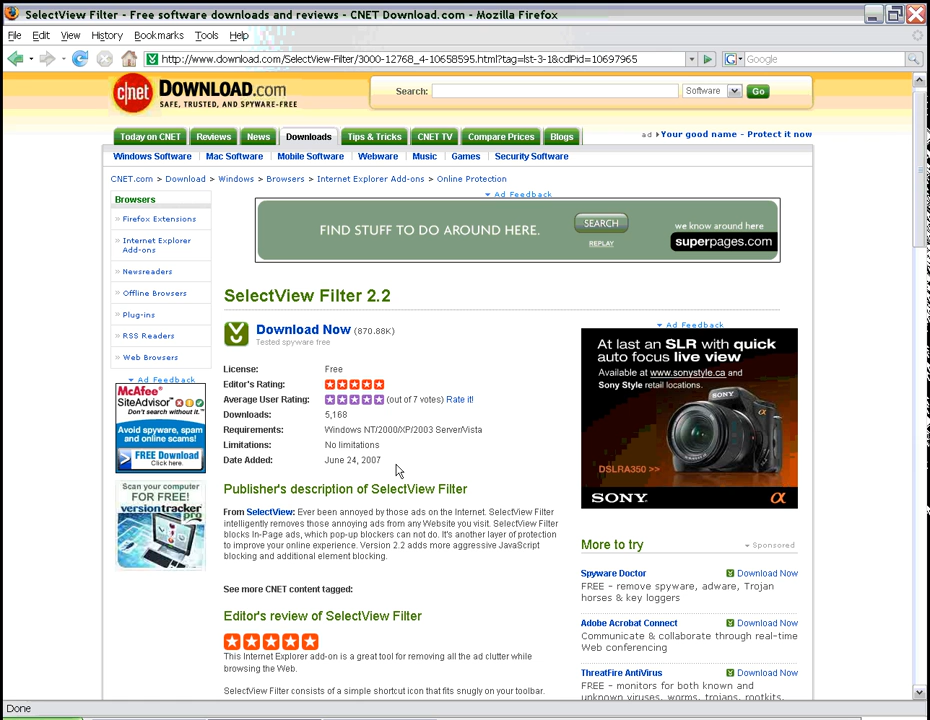 SelectView Filter - Free software downloads and reviews - CNET Download.com - Mozilla Firefox
File Edit View History Bookmarks Tools Help
http://www.download.com/SelectView-Filter/3000-12768_4-10658595.html?tag=lst-3-1&cdlPid=10697965
Google
c|net DOWNLOAD.com
SAFE, TRUSTED, AND SPYWARE-FREE
Search: Software Go
Today on CNET Reviews News Downloads Tips & Tricks CNET TV Compare Prices Blogs
ad Your good name - Protect it now
Windows Software Mac Software Mobile Software Webware Music Games Security Software
CNET.com > Download > Windows > Browsers > Internet Explorer Add-ons > Online Protection
Browsers
» Firefox Extensions
» Internet Explorer
Add-ons
» Newsreaders
» Offline Browsers
» Plug-ins
» RSS Readers
» Web Browsers
Ad Feedback
McAfee®
SiteAdvisor™
Don't search without it.™
Avoid spyware, spam
and online scams!
FREE Download
Click here.
Scan your computer
FOR FREE!
versiontracker
pro
Ad Feedback
FIND STUFF TO DO AROUND HERE.
SEARCH
REPLAY
we know around here
superpages.com
SelectView Filter 2.2
Download Now (870.88K)
Tested spyware free
License: Free
Editor's Rating:
Average User Rating: (out of 7 votes) Rate it!
Downloads: 5,168
Requirements: Windows NT/2000/XP/2003 Server/Vista
Limitations: No limitations
Date Added: June 24, 2007
Publisher's description of SelectView Filter
From SelectView: Ever been annoyed by those ads on the Internet. SelectView Filter
intelligently removes those annoying ads from any Website you visit. SelectView Filter
blocks In-Page ads, which pop-up blockers can not do. It's another layer of protection
to improve your online experience. Version 2.2 adds more aggressive JavaScript
blocking and additional element blocking.
See more CNET content tagged:
Editor's review of SelectView Filter
This Internet Explorer add-on is a great tool for removing all the ad clutter while
browsing the Web.
SelectView Filter consists of a simple shortcut icon that fits snugly on your toolbar.
Ad Feedback
At last an SLR with quick
auto focus live view
Available at www.sonystyle.ca and
Sony Style retail locations.
SONY
α
DSLRA350 >>
SONY α
More to try
Sponsored
Spyware Doctor Download Now
FREE - remove spyware, adware, Trojan
horses & key loggers
Adobe Acrobat Connect Download Now
Communicate & collaborate through real-time
Web conferencing
ThreatFire AntiVirus Download Now
FREE - monitors for both known and
unknown viruses, worms, trojans, rootkits,
Done